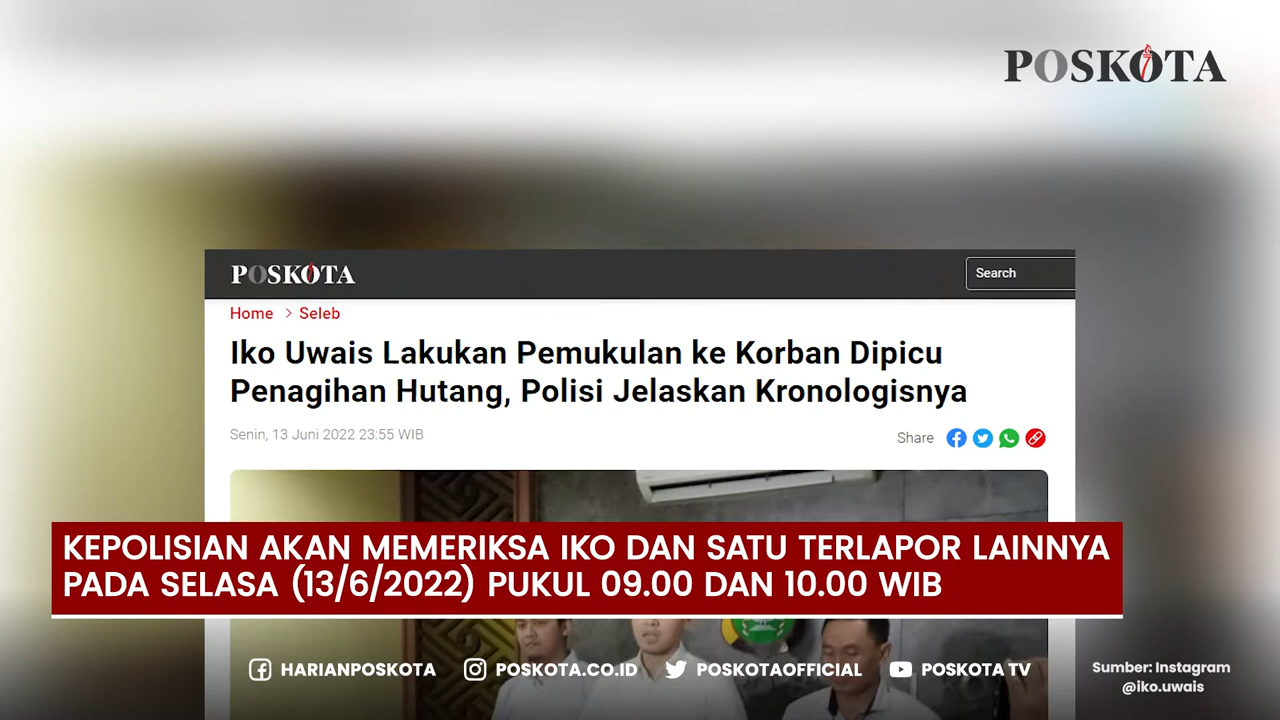 POSKOTA
POSKOTA
Search
Home > Seleb
Iko Uwais Lakukan Pemukulan ke Korban Dipicu
Penagihan Hutang, Polisi Jelaskan Kronologisnya
Senin, 13 Juni 2022 23:55 WIB
Share
KEPOLISIAN AKAN MEMERIKSA IKO DAN SATU TERLAPOR LAINNYA
PADA SELASA (13/6/2022) PUKUL 09.00 DAN 10.00 WIB
HARIANPOSKOTA POSKOTA.CO.ID POSKOTAOFFICIAL POSKOTA TV
Sumber: Instagram
@iko.uwais